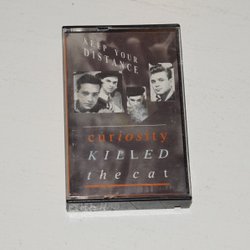 KEEP YOUR
DISTANCE
curiosity
KILLED
the cat